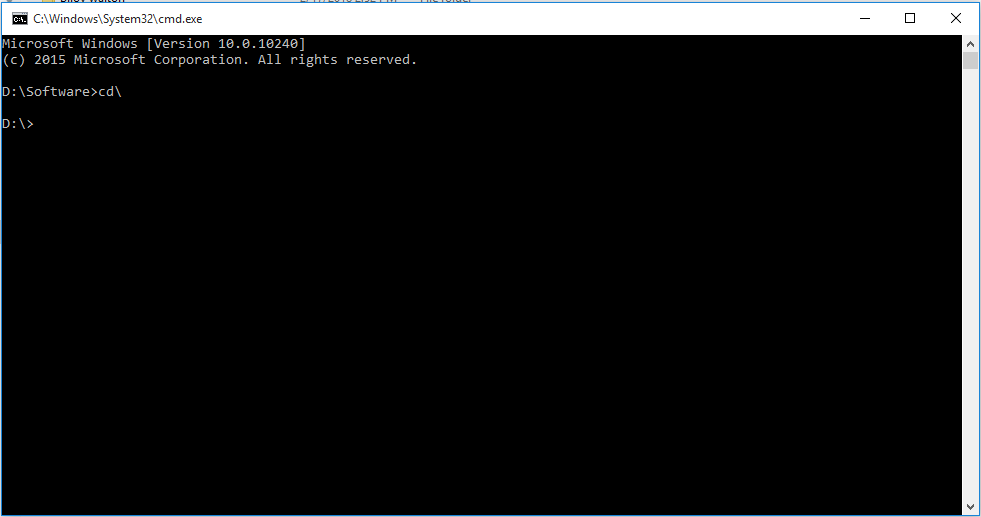 C:\Windows\System32\cmd.exe
Microsoft Windows [Version 10.0.10240]
(c) 2015 Microsoft Corporation. All rights reserved.
D:\Software>cd\
D:\>